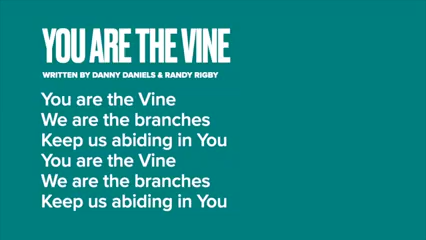 YOU ARE THE VINE
WRITTEN BY DANNY DANIELS & RANDY RIGBY
You are the Vine
We are the branches
Keep us abiding in You
You are the Vine
We are the branches
Keep us abiding in You